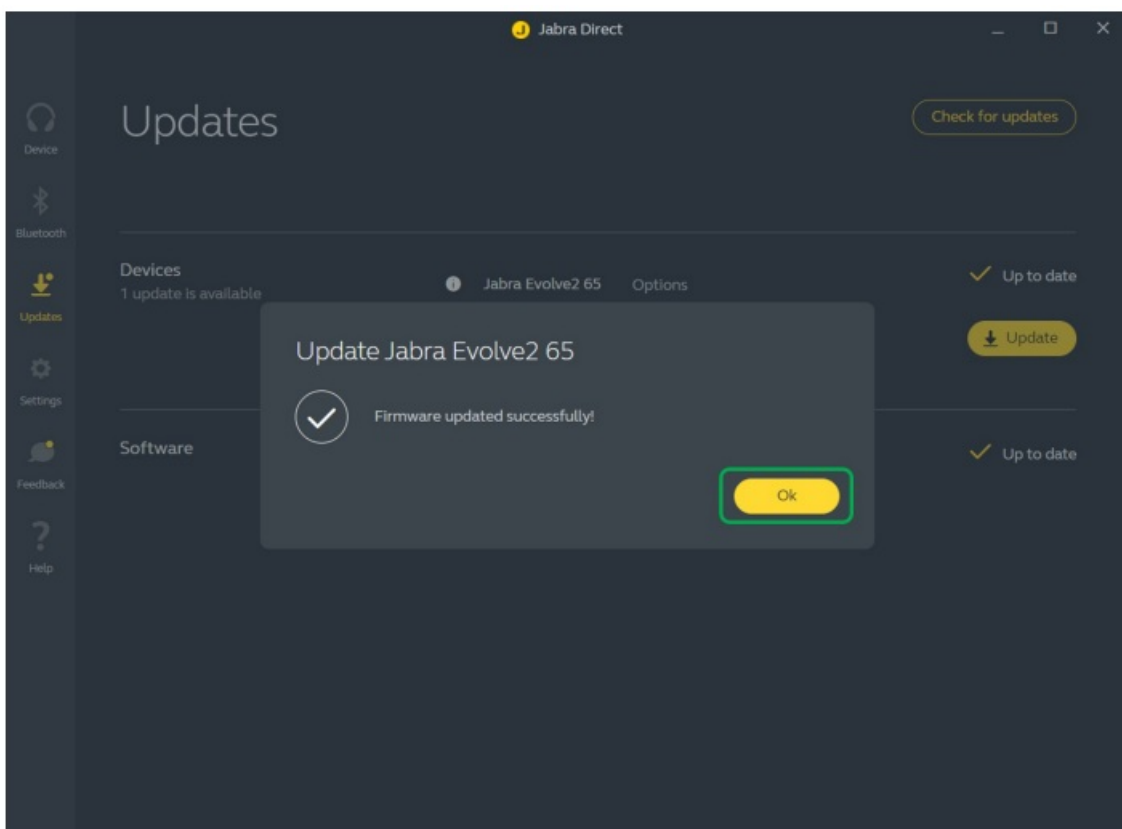 Jabra Direct
Updates
Check for updates
Device
Bluetooth
Updates
Settings
Feedback
Help
Devices
1 update is available
Jabra Evolve2 65 Options
Up to date
Update
Update Jabra Evolve2 65
Firmware updated successfully!
Ok
Software
Up to date